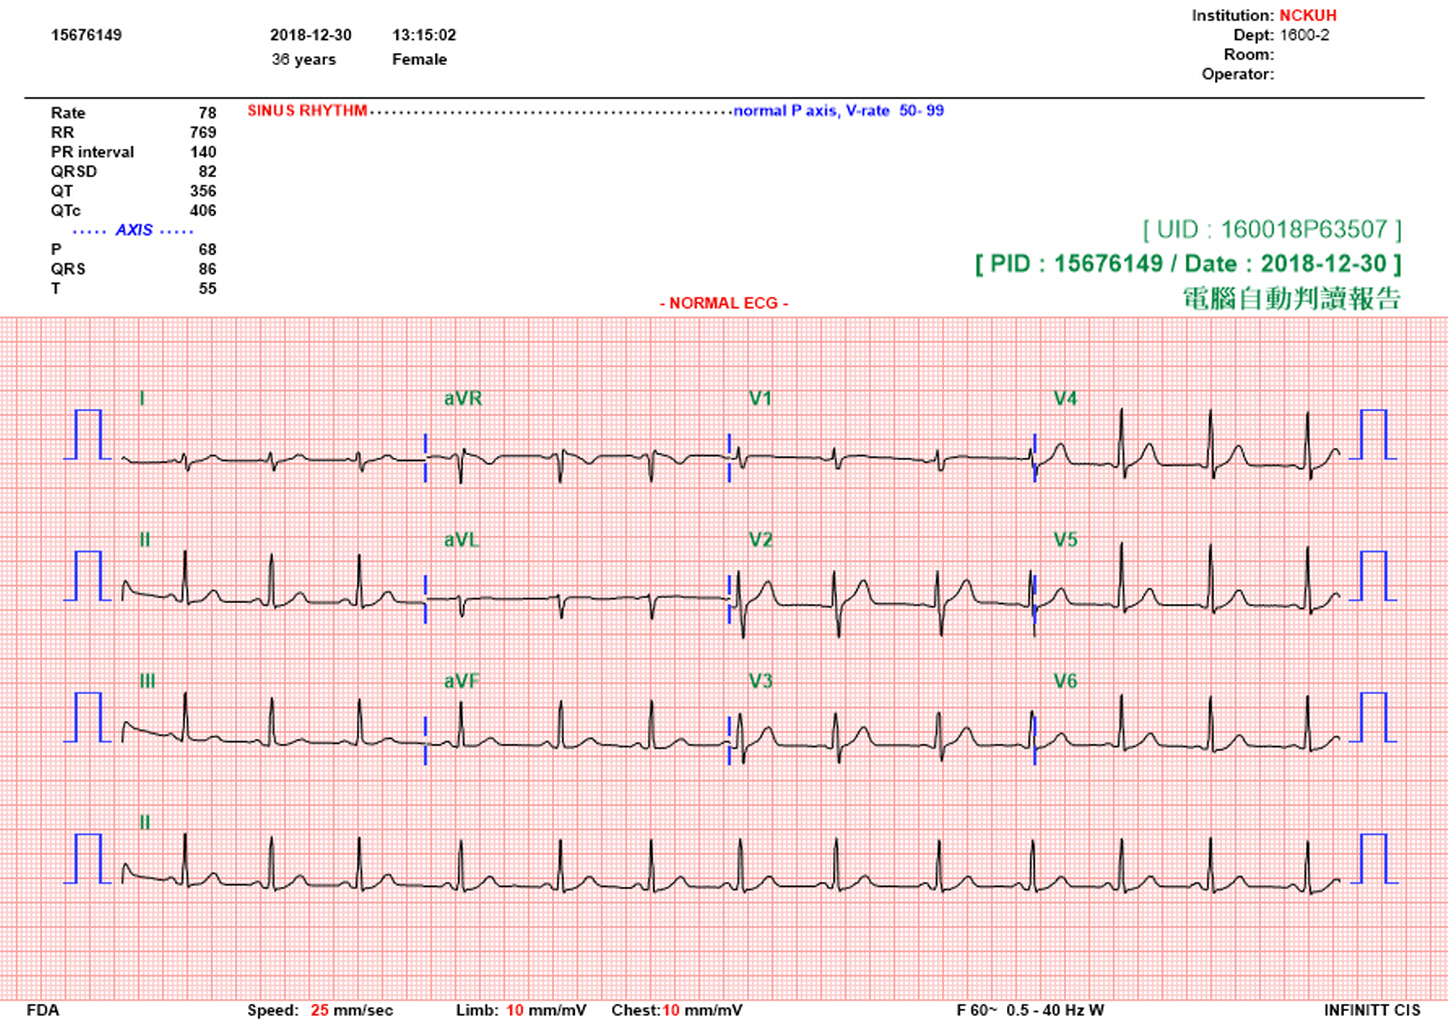 Institution: NCKUH
15676149 2018-12-30 13:15:02 Dept: 1600-2
36 years Female Room:
Operator:
Rate 78 SINUS RHYTHM normal P axis, V-rate 50- 99
RR 769
PR interval 140
QRSD 82
QT 356
QTc 406
AXIS
P 68
QRS 86
T 55
[ UID : 160018P63507 ]
[ PID : 15676149 / Date : 2018-12-30 ]
電腦自動判讀報告
- NORMAL ECG -
I aVR V1 V4
II aVL V2 V5
III aVF V3 V6
II
FDA Speed: 25 mm/sec Limb: 10 mm/mV Chest:10 mm/mV F 60~ 0.5 - 40 Hz W INFINITT CIS